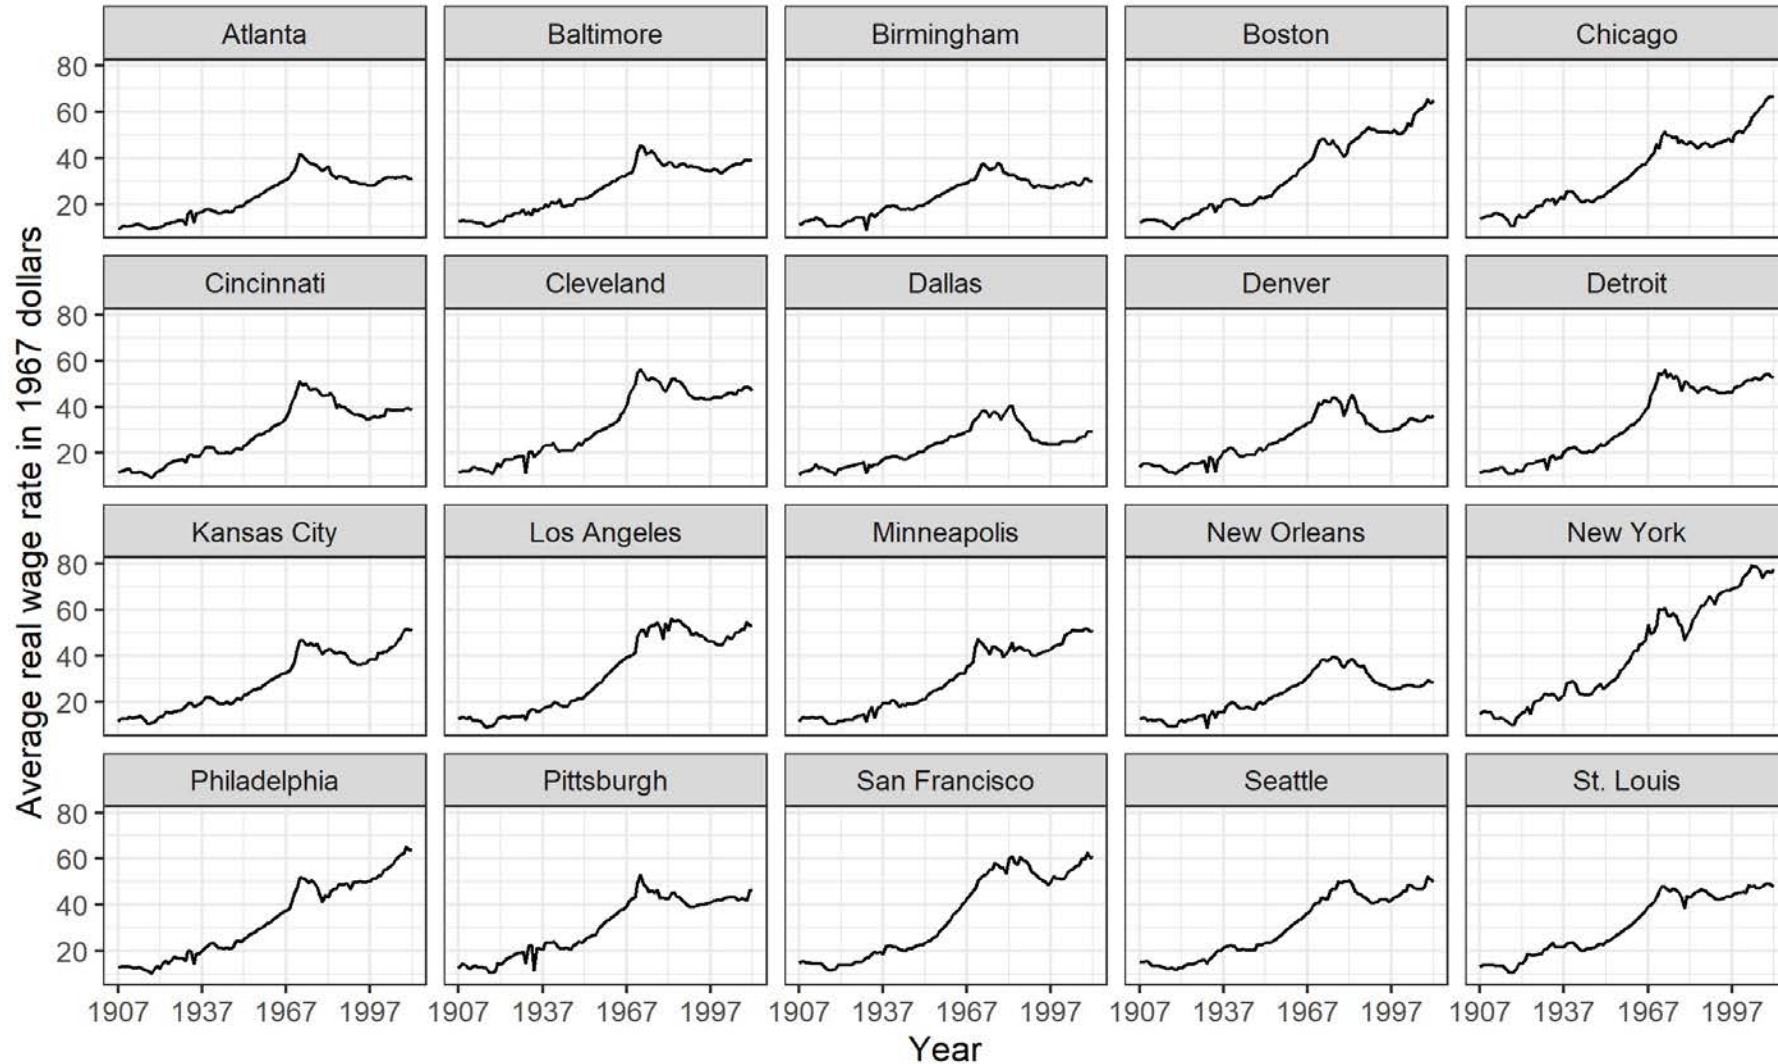 Atlanta Baltimore Birmingham Boston Chicago
80
60
40
20
Cincinnati Cleveland Dallas Denver Detroit
80
60
40
20
Kansas City Los Angeles Minneapolis New Orleans New York
80
60
40
20
Philadelphia Pittsburgh San Francisco Seattle St. Louis
80
60
40
20
1907 1937 1967 1997 1907 1937 1967 1997 1907 1937 1967 1997 1907 1937 1967 1997 1907 1937 1967 1997
Year
Average real wage rate in 1967 dollars